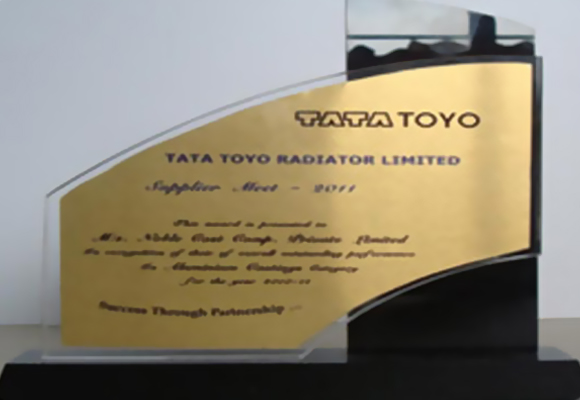 TATA TOYO
TATA TOYO RADIATOR LIMITED
Supplier Meet - 2011
This award is presented to
M/s. Noble Cast Comp. Private Limited
In recognition of their of overall outstanding performance
In Aluminium Castings Category
for the year 2010-11
Success Through Partnership